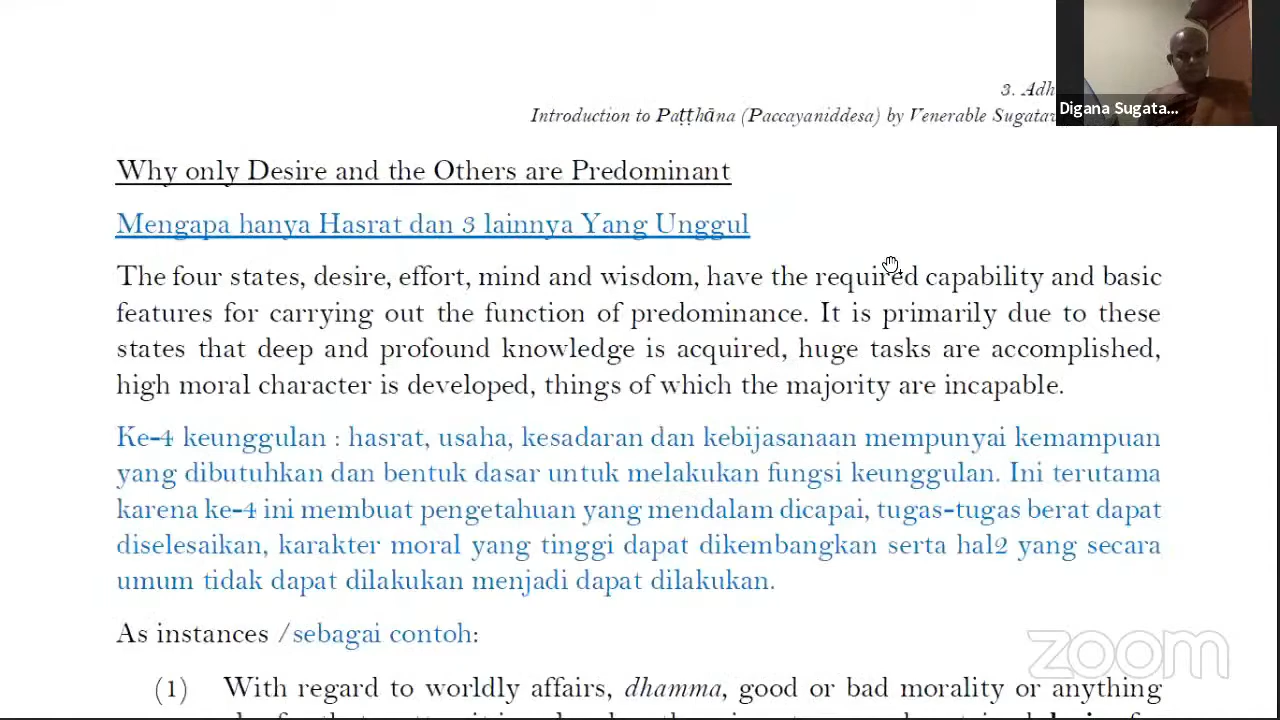 3. Adh
Introduction to Paṭṭhāna (Paccayaniddesa) by Venerable
Digana Sugata...
Why only Desire and the Others are Predominant
Mengapa hanya Hasrat dan 3 lainnya Yang Unggul
The four states, desire, effort, mind and wisdom, have the required capability and basic
features for carrying out the function of predominance. It is primarily due to these
states that deep and profound knowledge is acquired, huge tasks are accomplished,
high moral character is developed, things of which the majority are incapable.
Ke-4 keunggulan : hasrat, usaha, kesadaran dan kebijasanaan mempunyai kemampuan
yang dibutuhkan dan bentuk dasar untuk melakukan fungsi keunggulan. Ini terutama
karena ke-4 ini membuat pengetahuan yang mendalam dicapai, tugas-tugas berat dapat
diselesaikan, karakter moral yang tinggi dapat dikembangkan serta hal2 yang secara
umum tidak dapat dilakukan menjadi dapat dilakukan.
As instances /sebagai contoh:
zoom
(1) With regard to worldly affairs, dhamma, good or bad morality or anything